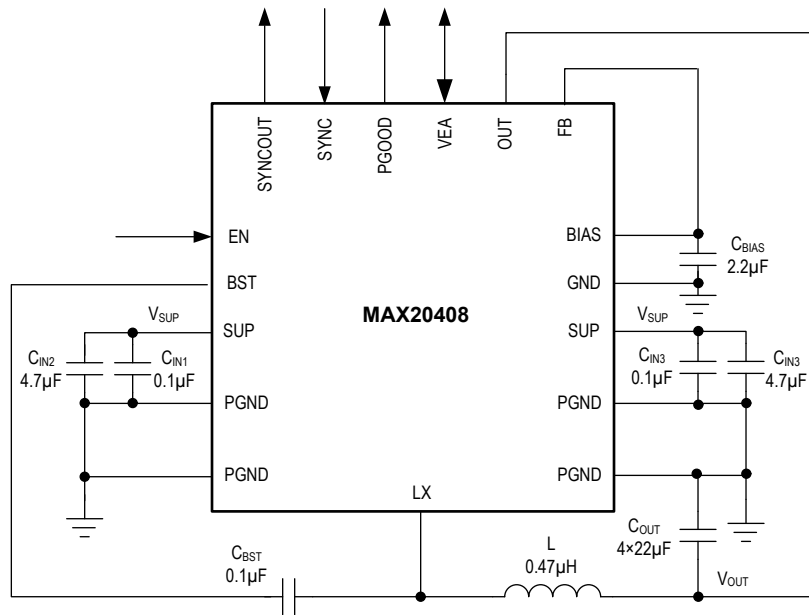 SYNCOUT
SYNC
PGOOD
VEA
OUT
FB
EN
BST
SUP
PGND
PGND
BIAS
GND
SUP
PGND
PGND
LX
MAX20408
VSUP
CIN2
4.7µF
CIN1
0.1µF
CBIAS
2.2µF
VSUP
CIN3
0.1µF
CIN3
4.7µF
COUT
4×22µF
CBST
0.1µF
L
0.47µH
VOUT